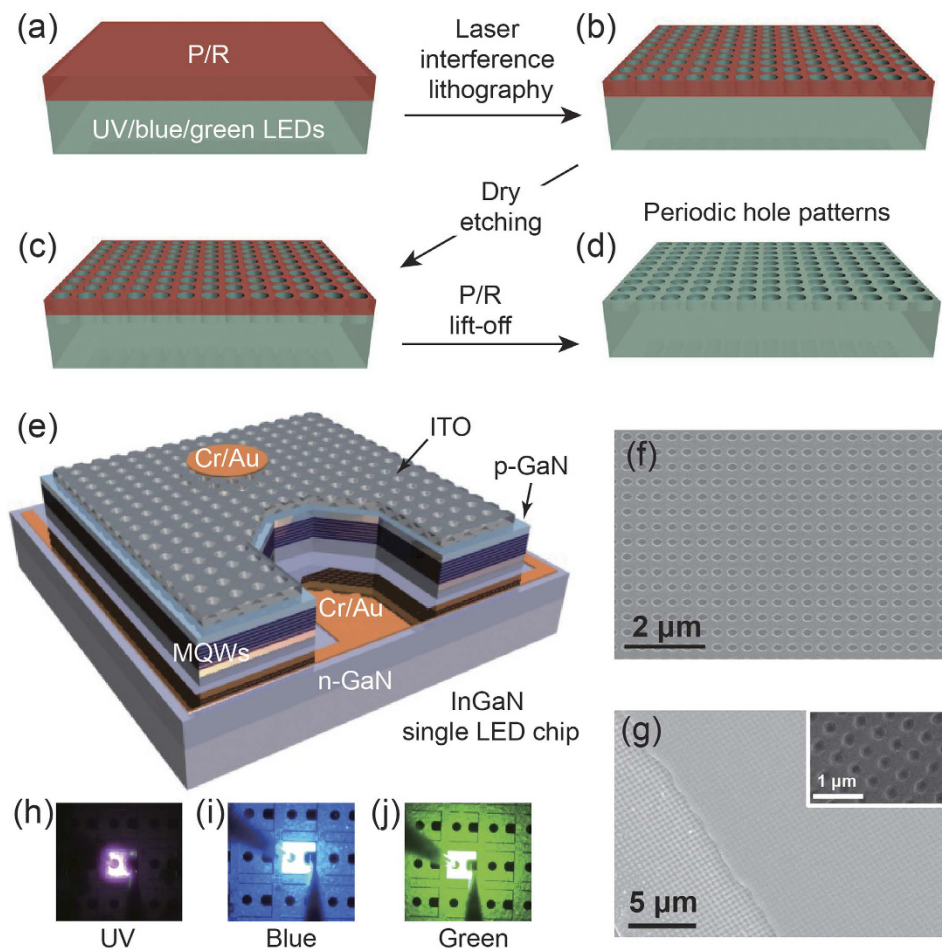 (a)
P/R
UV/blue/green LEDs
Laser
interference
lithography
(b)
Dry
etching
(c)
P/R
lift-off
Periodic hole patterns
(d)
(e)
Cr/Au
ITO
p-GaN
Cr/Au
MQWs
n-GaN
InGaN
single LED chip
(f)
2 μm
(g)
1 μm
5 μm
(h)
UV
(i)
Blue
(j)
Green